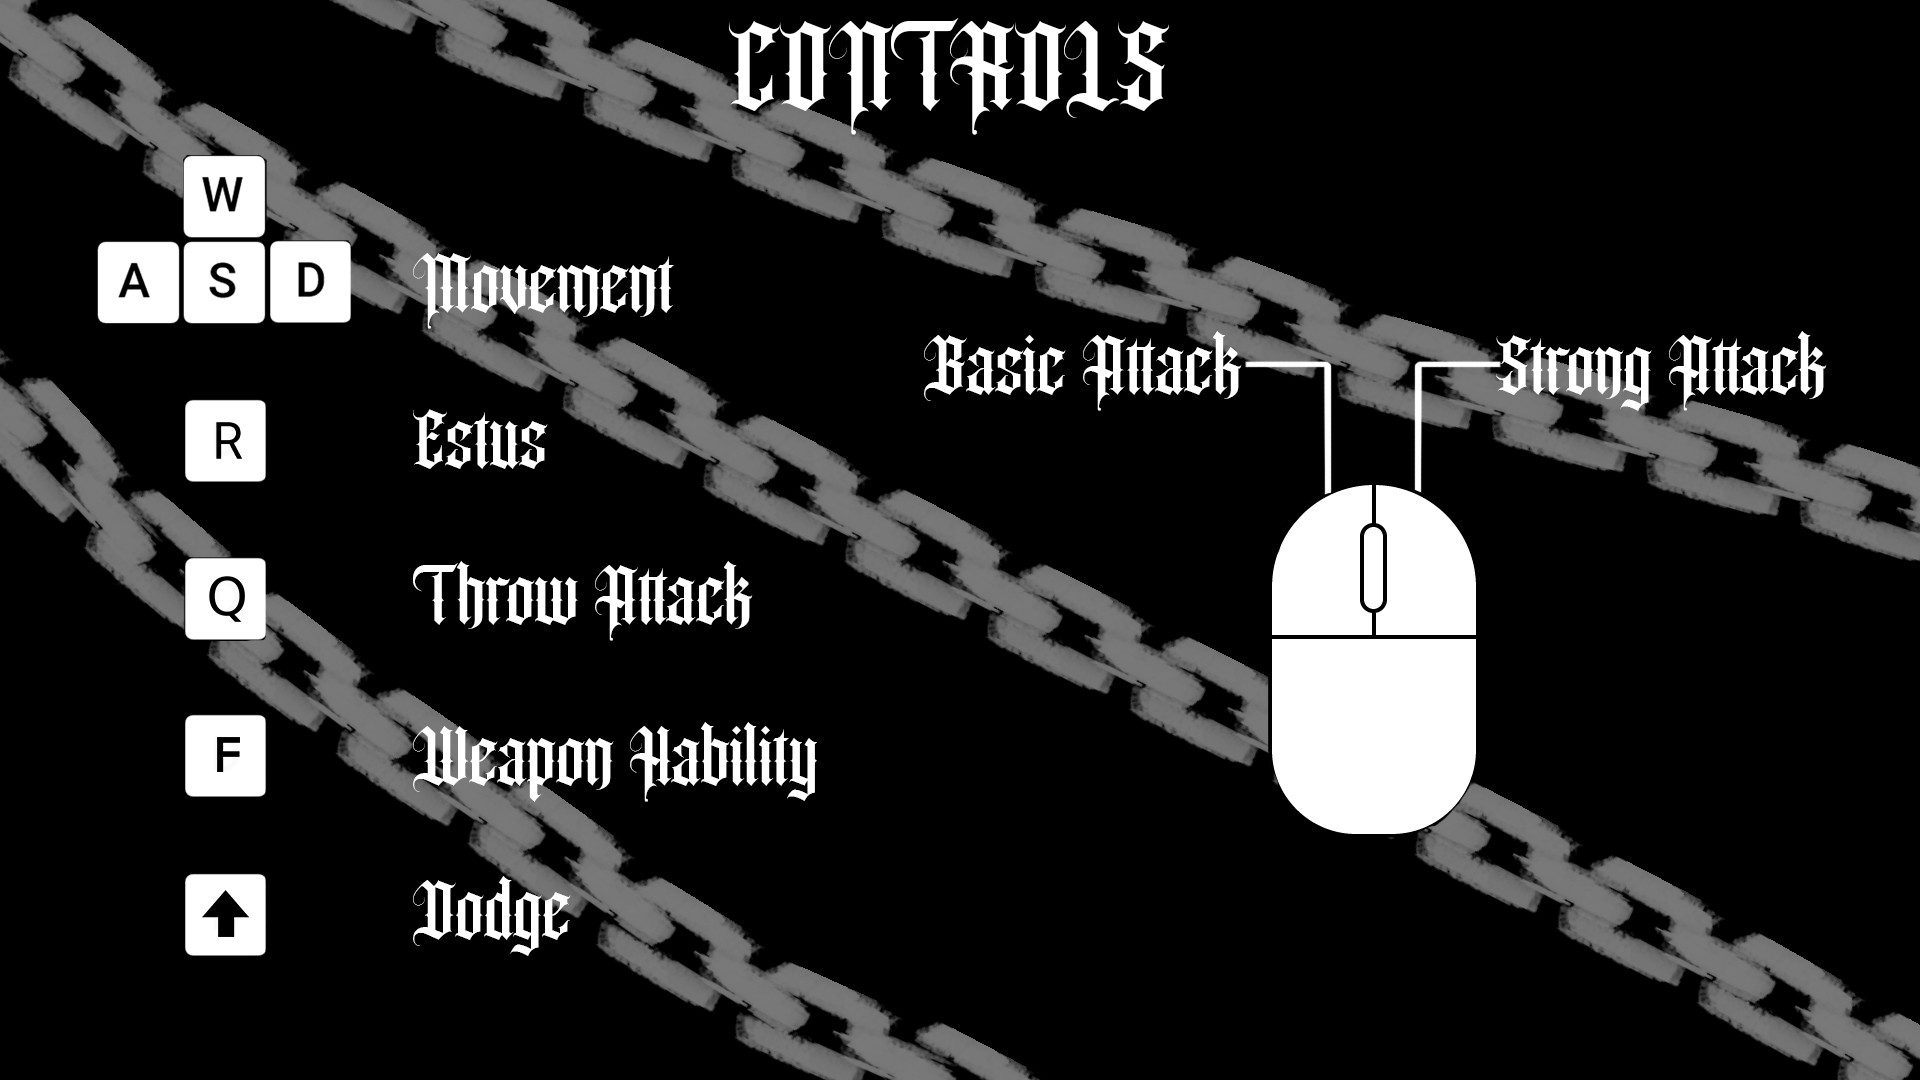 CONTROLS
W
A S D Movement
Basic Attack Strong Attack
R Estus
Q Throw Attack
F Weapon Hability
Dodge